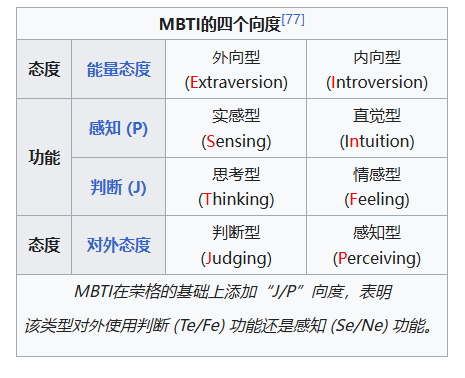 MBTI的四个向度[77]
态度 能量态度 外向型 (Extraversion) 内向型 (Introversion)
功能 感知 (P) 实感型 (Sensing) 直觉型 (Intuition)
判断 (J) 思考型 (Thinking) 情感型 (Feeling)
态度 对外态度 判断型 (Judging) 感知型 (Perceiving)
MBTI在荣格的基础上添加“J/P”向度，表明
该类型对外使用判断 (Te/Fe) 功能还是感知 (Se/Ne) 功能。